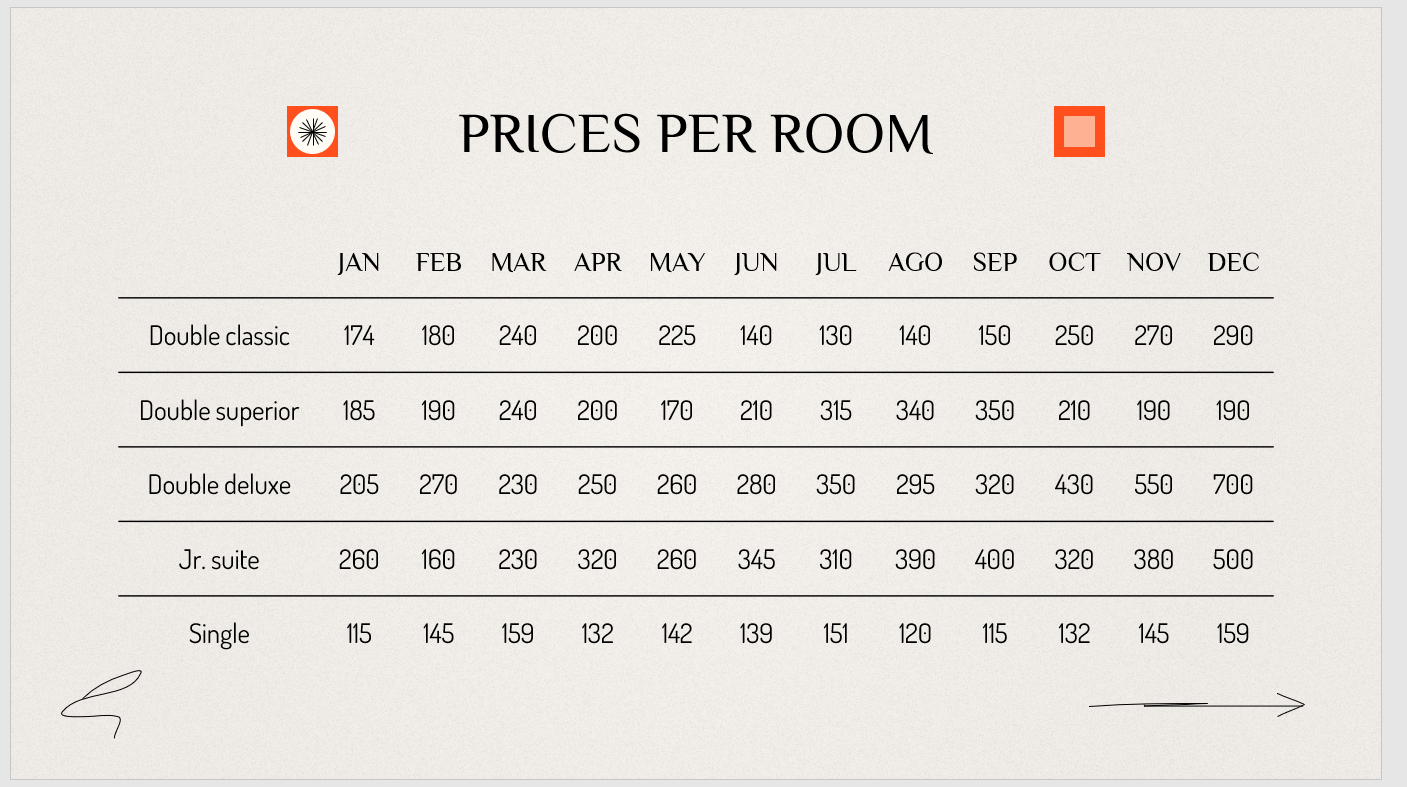 PRICES PER ROOM
JAN FEB MAR APR MAY JUN JUL AGO SEP OCT NOV DEC
Double classic 174 180 240 200 225 140 130 140 150 250 270 290
Double superior 185 190 240 200 170 210 315 340 350 210 190 190
Double deluxe 205 270 230 250 260 280 350 295 320 430 550 700
Jr. suite 260 160 230 320 260 345 310 390 400 320 380 500
Single 115 145 159 132 142 139 151 120 115 132 145 159